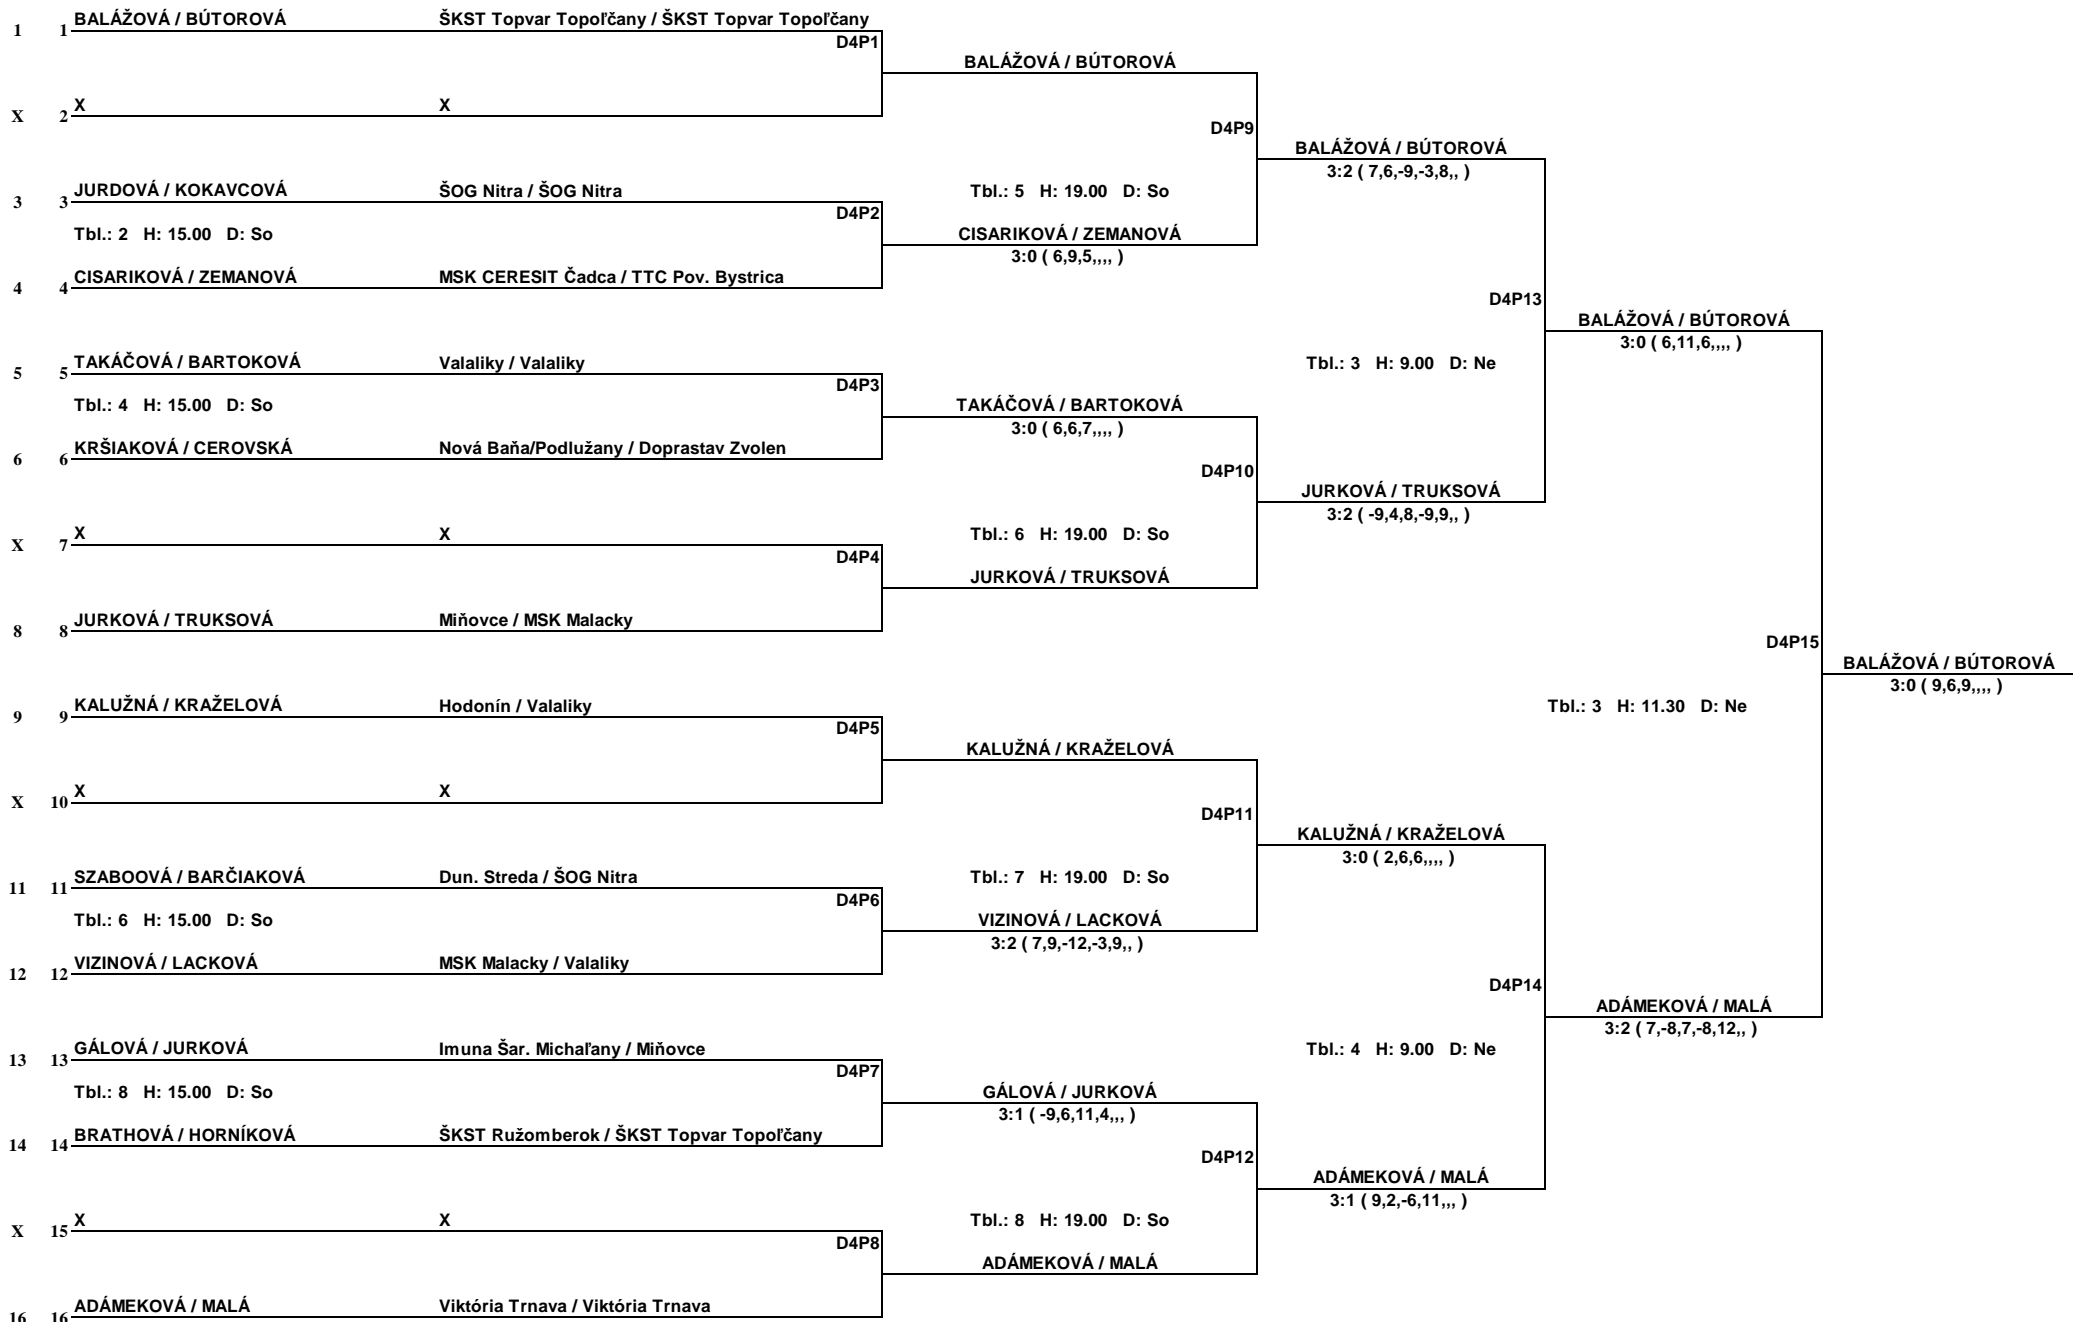 1 1 BALÁŽOVÁ / BÚTOROVÁ ŠKST Topvar Topoľčany / ŠKST Topvar Topoľčany
D4P1
BALÁŽOVÁ / BÚTOROVÁ
X 2 X X
D4P9
BALÁŽOVÁ / BÚTOROVÁ
3:2 ( 7,6,-9,-3,8,, )
3 3 JURDOVÁ / KOKAVCOVÁ ŠOG Nitra / ŠOG Nitra
Tbl.: 5 H: 19.00 D: So
D4P2
Tbl.: 2 H: 15.00 D: So
CISARIKOVÁ / ZEMANOVÁ
3:0 ( 6,9,5,,,, )
4 4 CISARIKOVÁ / ZEMANOVÁ MSK CERESIT Čadca / TTC Pov. Bystrica
D4P13
BALÁŽOVÁ / BÚTOROVÁ
3:0 ( 6,11,6,,,, )
5 5 TAKÁČOVÁ / BARTOKOVÁ Valaliky / Valaliky
Tbl.: 3 H: 9.00 D: Ne
D4P3
Tbl.: 4 H: 15.00 D: So
TAKÁČOVÁ / BARTOKOVÁ
3:0 ( 6,6,7,,,, )
6 6 KRŠIAKOVÁ / CEROVSKÁ Nová Baňa/Podlužany / Doprastav Zvolen
D4P10
JURKOVÁ / TRUKSOVÁ
3:2 ( -9,4,8,-9,9,, )
X 7 X X
Tbl.: 6 H: 19.00 D: So
D4P4
JURKOVÁ / TRUKSOVÁ
8 8 JURKOVÁ / TRUKSOVÁ Miňovce / MSK Malacky
D4P15
BALÁŽOVÁ / BÚTOROVÁ
3:0 ( 9,6,9,,,, )
9 9 KALUŽNÁ / KRAŽELOVÁ Hodonín / Valaliky
Tbl.: 3 H: 11.30 D: Ne
D4P5
KALUŽNÁ / KRAŽELOVÁ
X 10 X X
D4P11
KALUŽNÁ / KRAŽELOVÁ
3:0 ( 2,6,6,,,, )
11 11 SZABOOVÁ / BARČIAKOVÁ Dun. Streda / ŠOG Nitra
Tbl.: 7 H: 19.00 D: So
D4P6
Tbl.: 6 H: 15.00 D: So
VIZINOVÁ / LACKOVÁ
3:2 ( 7,9,-12,-3,9,, )
12 12 VIZINOVÁ / LACKOVÁ MSK Malacky / Valaliky
D4P14
ADÁMEKOVÁ / MALÁ
3:2 ( 7,-8,7,-8,12,, )
13 13 GÁLOVÁ / JURKOVÁ Imuna Šar. Michaľany / Miňovce
Tbl.: 4 H: 9.00 D: Ne
D4P7
Tbl.: 8 H: 15.00 D: So
GÁLOVÁ / JURKOVÁ
3:1 ( -9,6,11,4,,, )
14 14 BRATHOVÁ / HORNÍKOVÁ ŠKST Ružomberok / ŠKST Topvar Topoľčany
D4P12
ADÁMEKOVÁ / MALÁ
3:1 ( 9,2,-6,11,,, )
X 15 X X
Tbl.: 8 H: 19.00 D: So
D4P8
ADÁMEKOVÁ / MALÁ
16 16 ADÁMEKOVÁ / MALÁ Viktória Trnava / Viktória Trnava